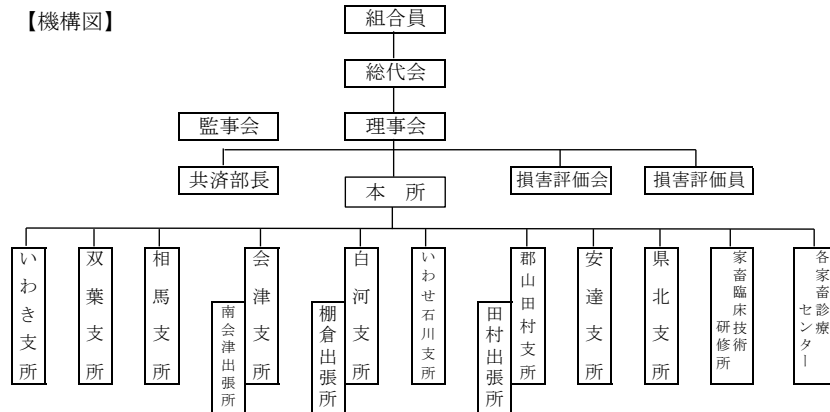 【機構図】
組合員
総代会
監事会
理事会
共済部長
本　所
損害評価会
損害評価員
いわき支所
双葉支所
相馬支所
会津支所
南会津出張所
白河支所
棚倉出張所
いわせ石川支所
郡山田村支所
田村出張所
安達支所
県北支所
家畜臨床技術
研修所
各家畜診療
センター